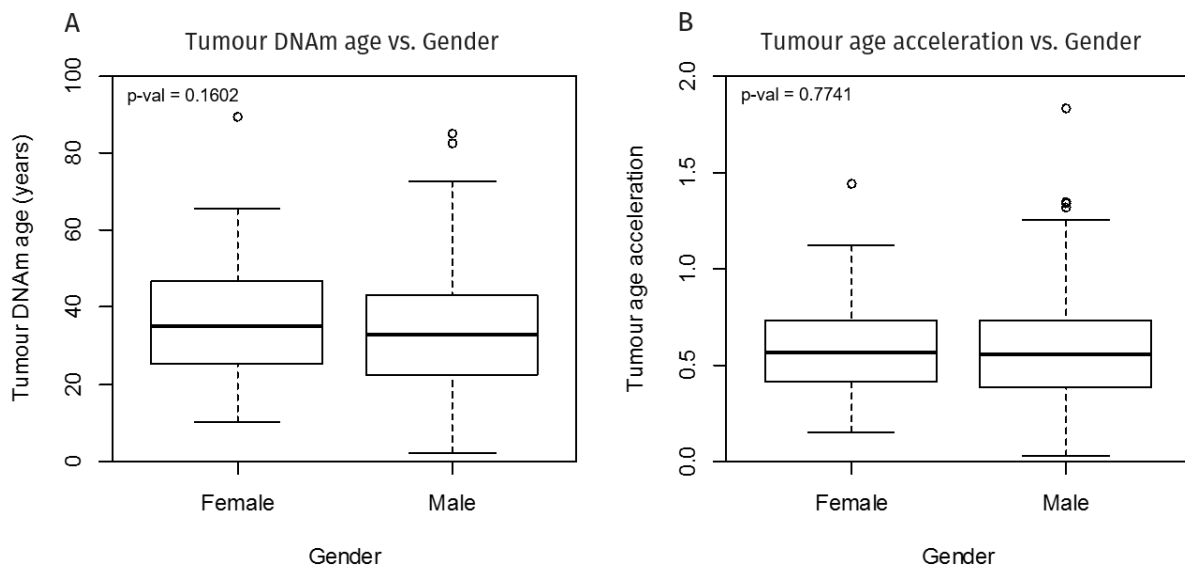 A
Tumour DNAm age vs. Gender
p-val = 0.1602
Tumour DNAm age (years)
100
80
60
40
20
0
Female
Male
Gender
B
Tumour age acceleration vs. Gender
p-val = 0.7741
Tumour age acceleration
2.0
1.5
1.0
0.5
0.0
Female
Male
Gender